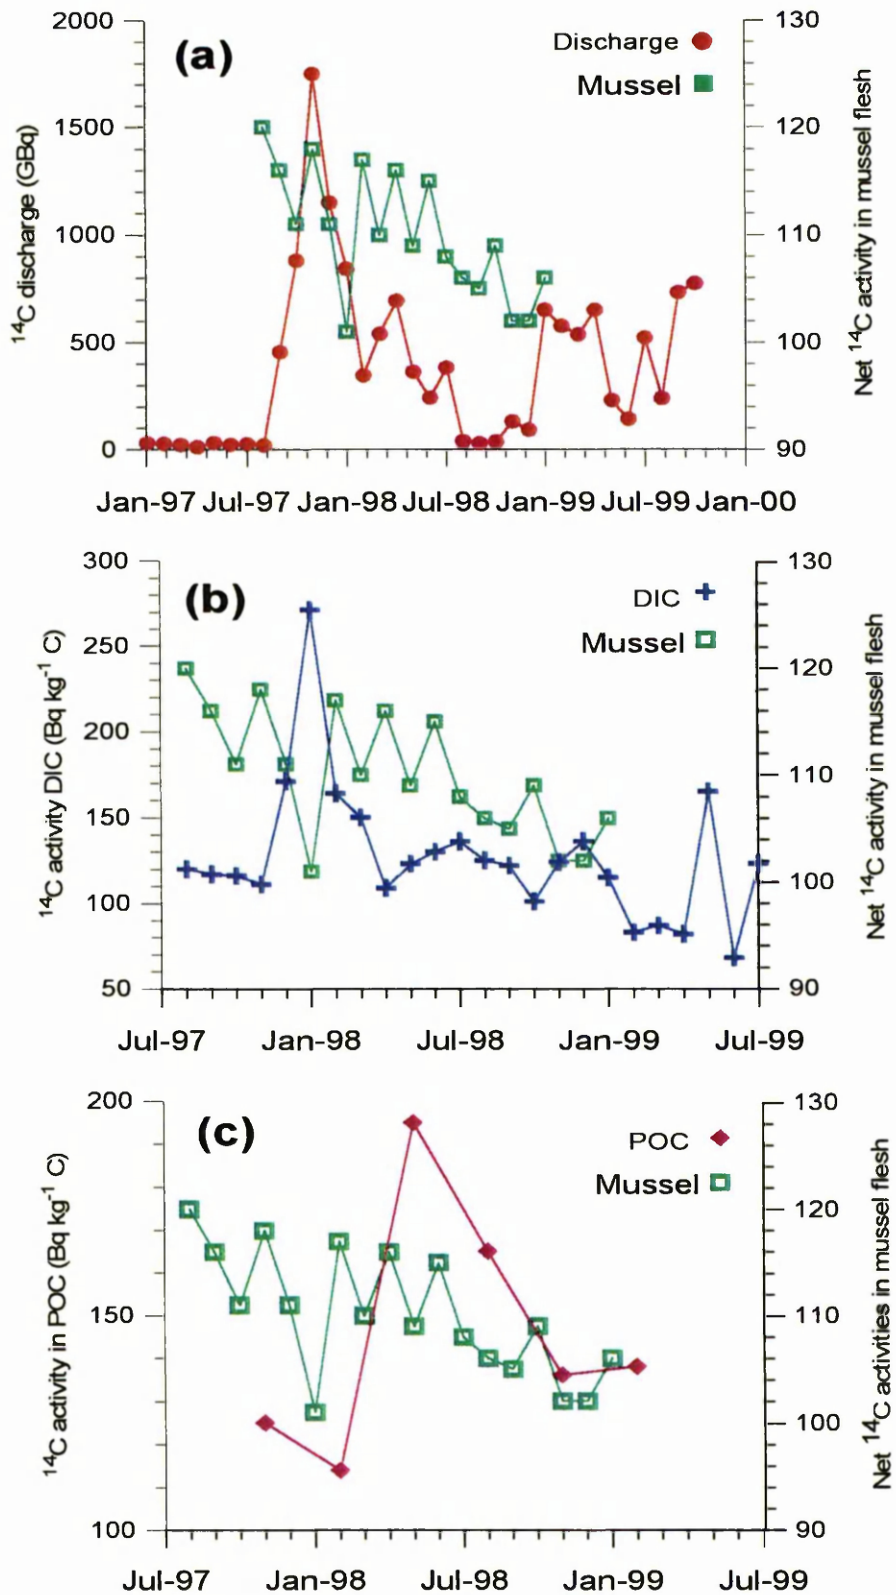 (a)
Discharge
Mussel
2000
1500
1000
500
0
130
120
110
100
90
¹⁴C discharge (GBq)
Net ¹⁴C activity in mussel flesh
Jan-97 Jul-97 Jan-98 Jul-98 Jan-99 Jul-99 Jan-00
(b)
DIC
Mussel
300
250
200
150
100
50
130
120
110
100
90
¹⁴C activity DIC (Bq kg⁻¹ C)
Net ¹⁴C activity in mussel flesh
Jul-97 Jan-98 Jul-98 Jan-99 Jul-99
(c)
POC
Mussel
200
150
100
130
120
110
100
90
¹⁴C activity in POC (Bq kg⁻¹ C)
Net ¹⁴C activities in mussel flesh
Jul-97 Jan-98 Jul-98 Jan-99 Jul-99